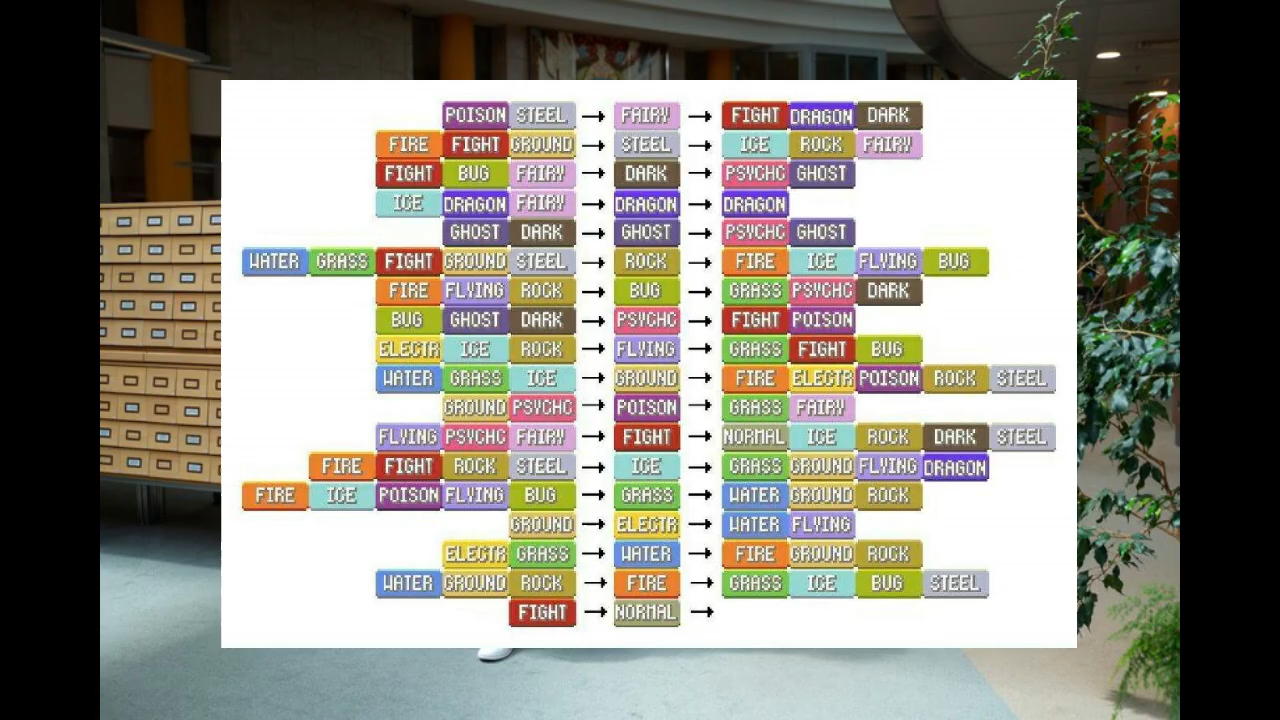 POISON STEEL → FAIRY → FIGHT DRAGON DARK
FIRE FIGHT GROUND → STEEL → ICE ROCK FAIRY
FIGHT BUG FAIRY → DARK → PSYCHC GHOST
ICE DRAGON FAIRY → DRAGON → DRAGON
GHOST DARK → GHOST → PSYCHC GHOST
WATER GRASS FIGHT GROUND STEEL → ROCK → FIRE ICE FLYING BUG
FIRE FLYING ROCK → BUG → GRASS PSYCHC DARK
BUG GHOST DARK → PSYCHC → FIGHT POISON
ELECTR ICE ROCK → FLYING → GRASS FIGHT BUG
WATER GRASS ICE → GROUND → FIRE ELECTR POISON ROCK STEEL
GROUND PSYCHC → POISON → GRASS FAIRY
FLYING PSYCHC FAIRY → FIGHT → NORMAL ICE ROCK DARK STEEL
FIRE FIGHT ROCK STEEL → ICE → GRASS GROUND FLYING DRAGON
FIRE ICE POISON FLYING BUG → GRASS → WATER GROUND ROCK
GROUND → ELECTR → WATER FLYING
ELECTR GRASS → WATER → FIRE GROUND ROCK
WATER GROUND ROCK → FIRE → GRASS ICE BUG STEEL
FIGHT → NORMAL →